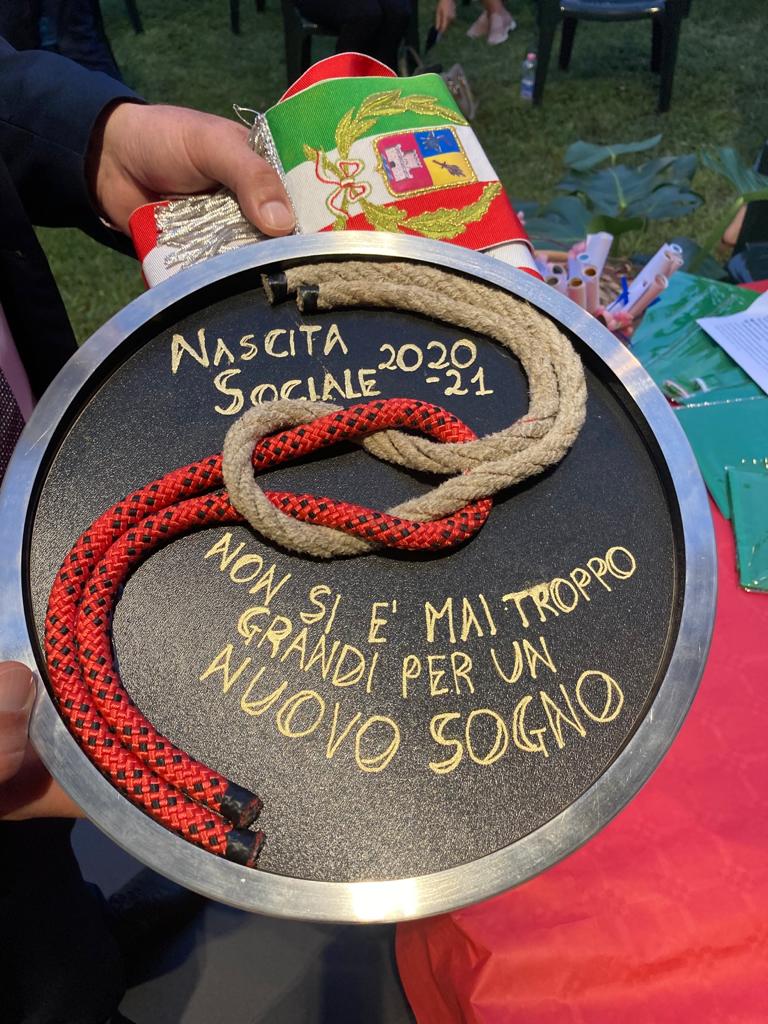 NASCITA 2020
SOCIALE -21
NON SI E' MAI TROPPO
GRANDI PER UN
NUOVO SOGNO